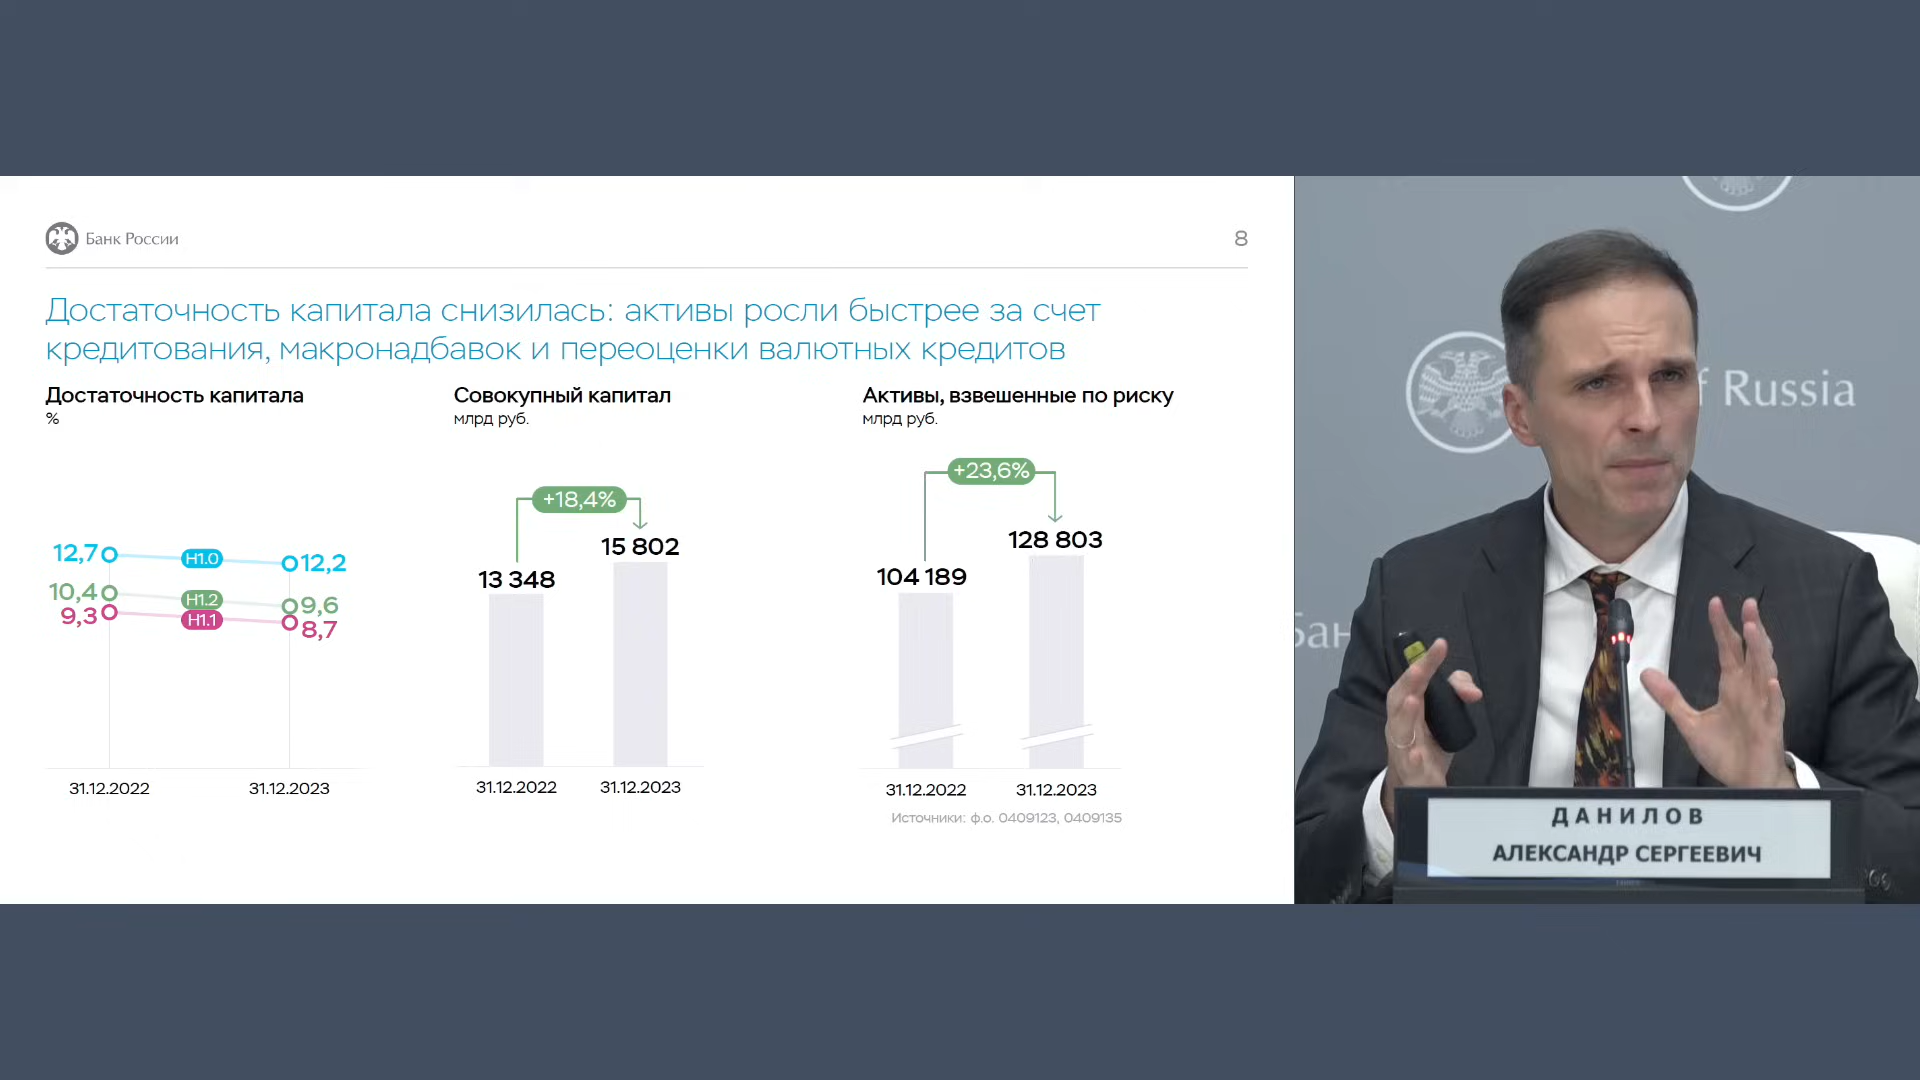 Банк России
8
Достаточность капитала снизилась: активы росли быстрее за счет
кредитования, макронадбавок и переоценки валютных кредитов
Достаточность капитала
%
12,7
Н1.0
12,2
10,4
Н1.2
9,6
9,3
Н1.1
8,7
31.12.2022
31.12.2023
Совокупный капитал
млрд руб.
+18,4%
13 348
15 802
31.12.2022
31.12.2023
Активы, взвешенные по риску
млрд руб.
+23,6%
104 189
128 803
31.12.2022
31.12.2023
Источники: ф.о. 0409123, 0409135
Russia
Бан
ДАНИЛОВ
АЛЕКСАНДР СЕРГЕЕВИЧ